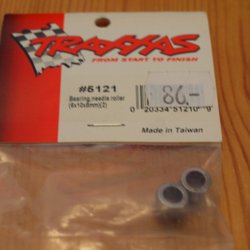 TRAXXAS
FROM START TO FINISH
#5121
Bearing, needle roller
(6x10x8mm)(2)
86,-
0 20334 51210 9
Made in Taiwan